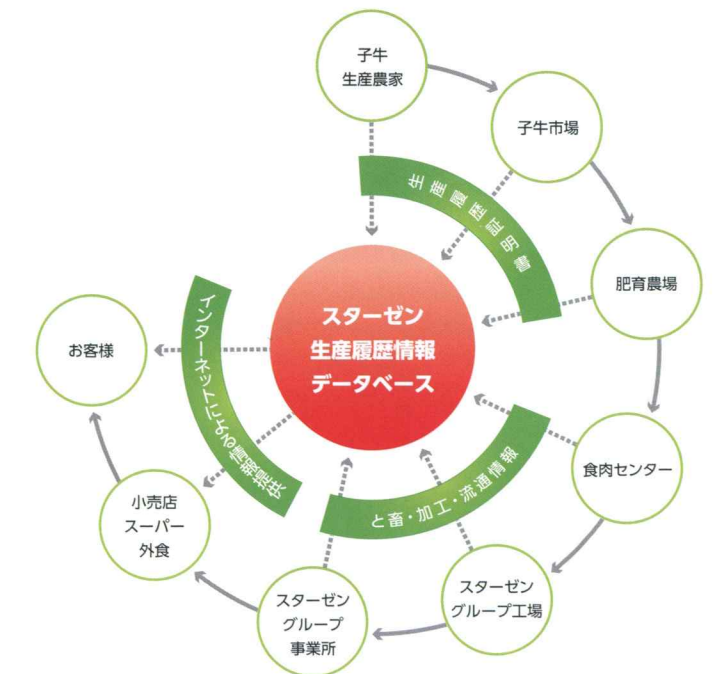 子牛
生産農家
子牛市場
生産履歴証明書
肥育農場
スターゼン
生産履歴情報
データベース
インターネットによる情報提供
お客様
食肉センター
と畜・加工・流通情報
小売店
スーパー
外食
スターゼン
グループ工場
スターゼン
グループ
事業所